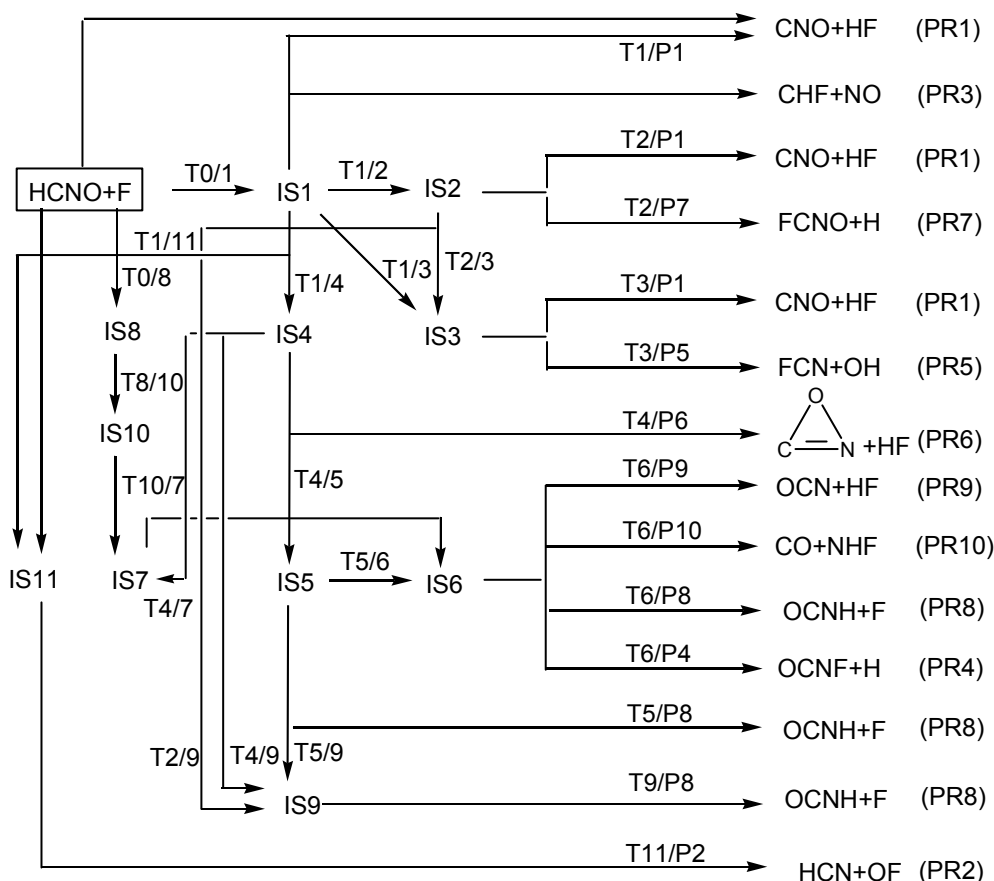 CNO+HF (PR1)
T1/P1
CHF+NO (PR3)
T2/P1
CNO+HF (PR1)
HCNO+F T0/1 IS1 T1/2 IS2
T2/P7
FCNO+H (PR7)
T1/11
T0/8 T1/4 T1/3 T2/3
T3/P1
CNO+HF (PR1)
IS8 IS4 IS3
T3/P5
FCN+OH (PR5)
T8/10
O
T4/P6
C N +HF (PR6)
IS10
T10/7 T4/5
T6/P9
OCN+HF (PR9)
T6/P10
CO+NHF (PR10)
IS11 IS7 IS5 T5/6 IS6
T4/7
T6/P8
OCNH+F (PR8)
T6/P4
OCNF+H (PR4)
T5/P8
OCNH+F (PR8)
T2/9 T4/9 T5/9
T9/P8
IS9 OCNH+F (PR8)
T11/P2
HCN+OF (PR2)